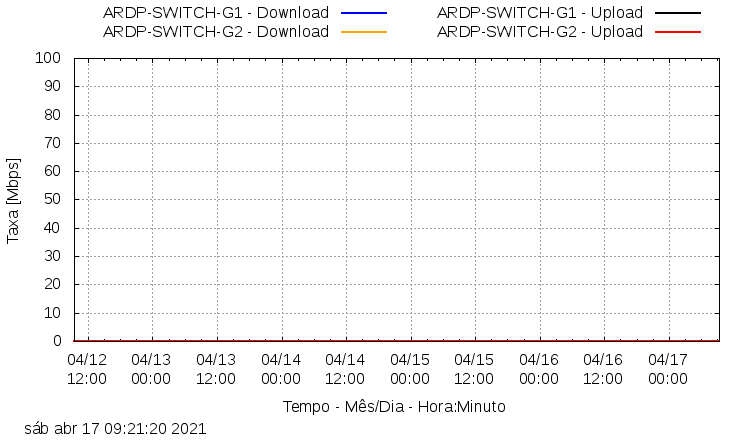 ARDP-SWITCH-G1 - Download ARDP-SWITCH-G1 - Upload
ARDP-SWITCH-G2 - Download ARDP-SWITCH-G2 - Upload
100
90
80
70
60
50
40
30
20
10
0
Taxa [Mbps]
04/12 04/13 04/13 04/14 04/14 04/15 04/15 04/16 04/16 04/17
12:00 00:00 12:00 00:00 12:00 00:00 12:00 00:00 12:00 00:00
Tempo - Mês/Dia - Hora:Minuto
sáb abr 17 09:21:20 2021